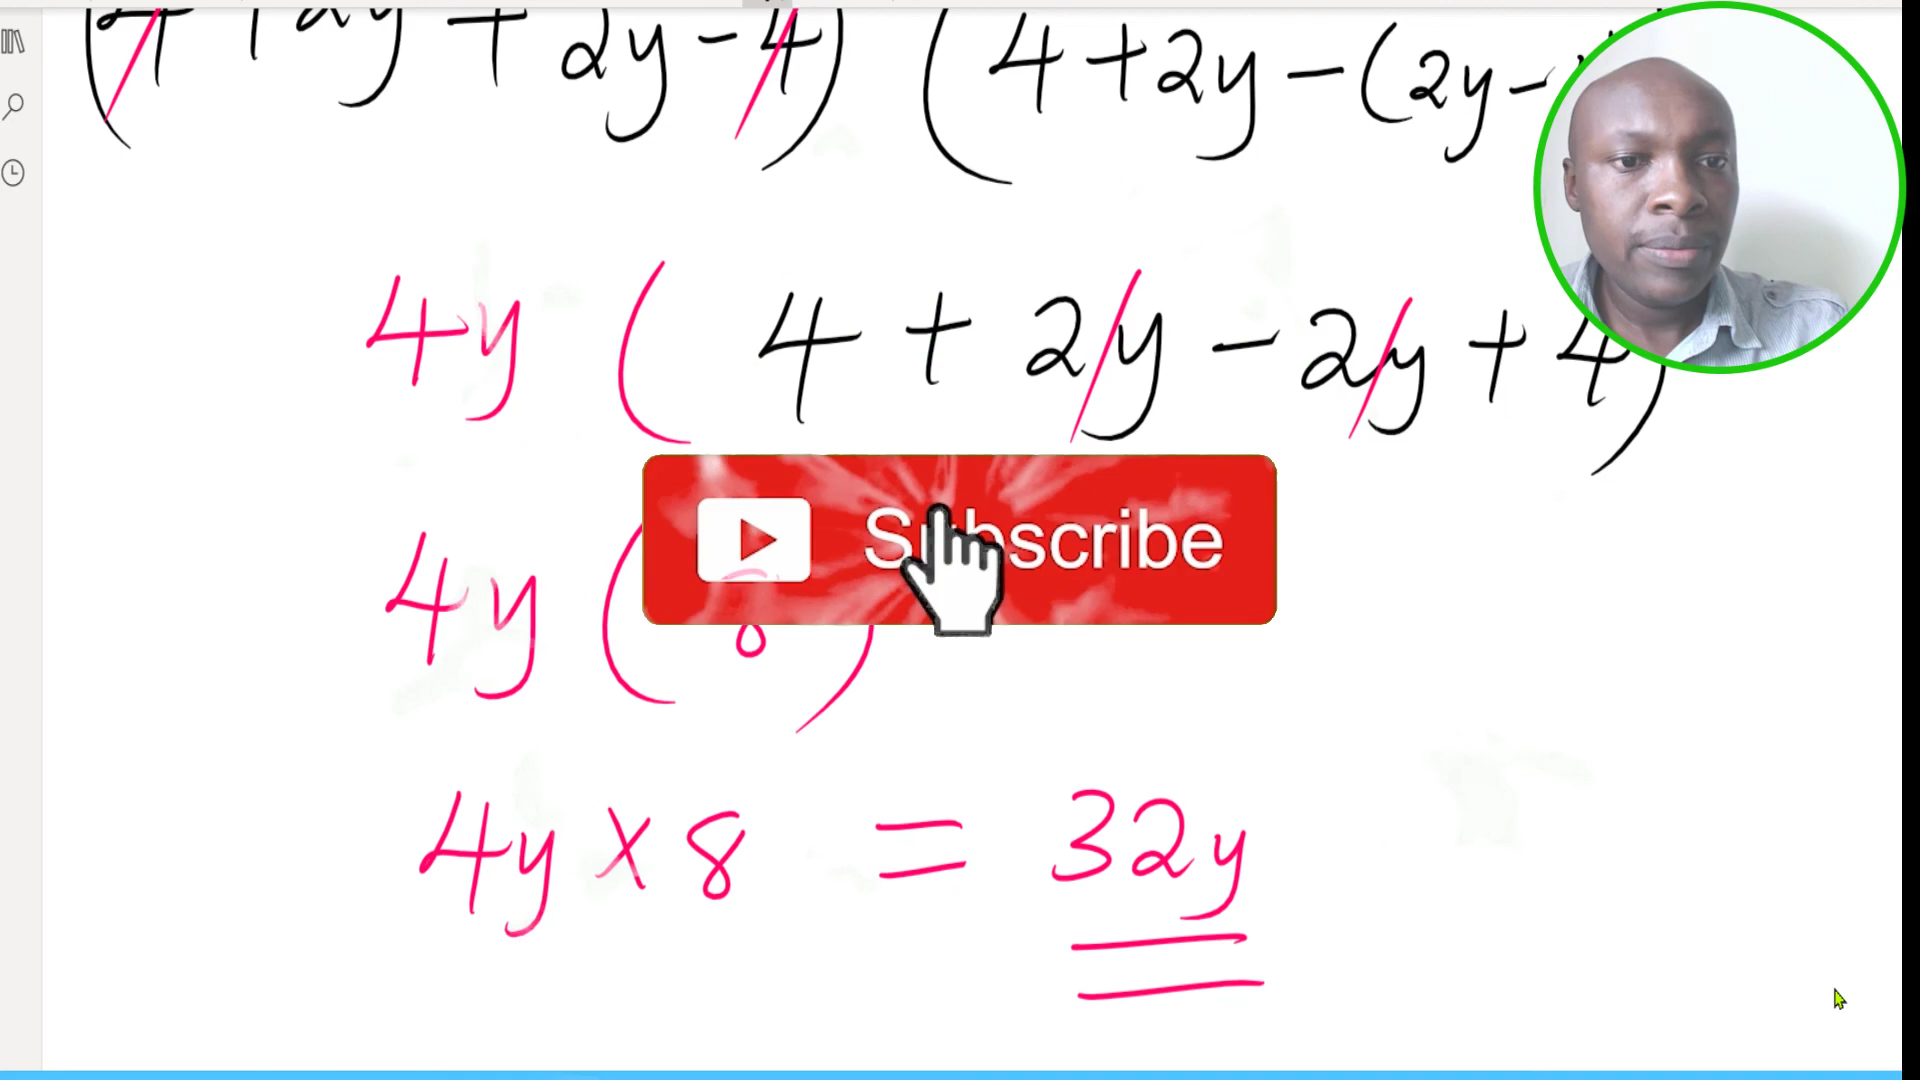 (4 + 2y + 2y - 4) (4 + 2y - (2y -
4y ( 4 + 2y - 2y + 4)
Subscribe
4y ( 8 )
4y × 8 = 32y